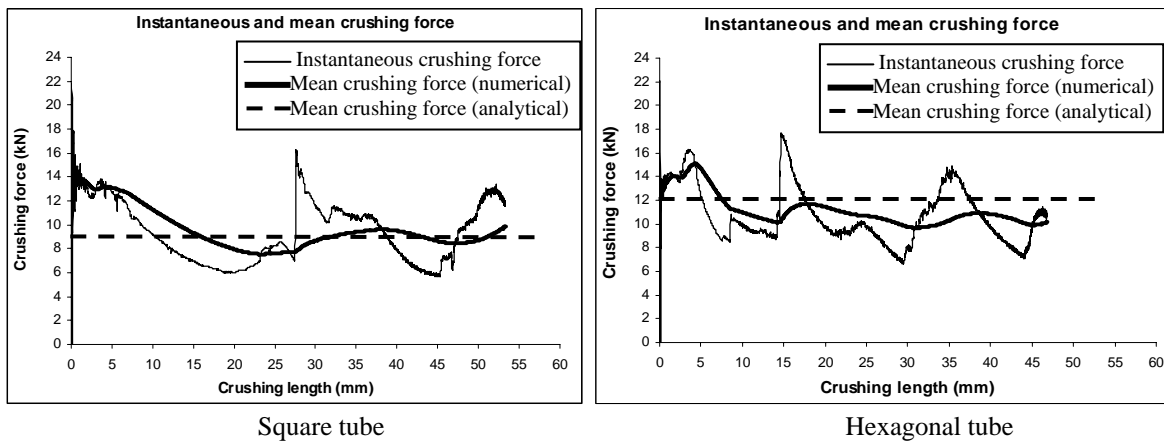 Instantaneous and mean crushing force
Instantaneous crushing force
Mean crushing force (numerical)
Mean crushing force (analytical)
Crushing force (kN)
24
22
20
18
16
14
12
10
8
6
4
2
0
0 5 10 15 20 25 30 35 40 45 50 55 60
Crushing length (mm)
Square tube
Instantaneous and mean crushing force
Instantaneous crushing force
Mean crushing force (numerical)
Mean crushing force (analytical)
Crushing force (kN)
24
22
20
18
16
14
12
10
8
6
4
2
0
0 5 10 15 20 25 30 35 40 45 50 55 60
Crushing length (mm)
Hexagonal tube